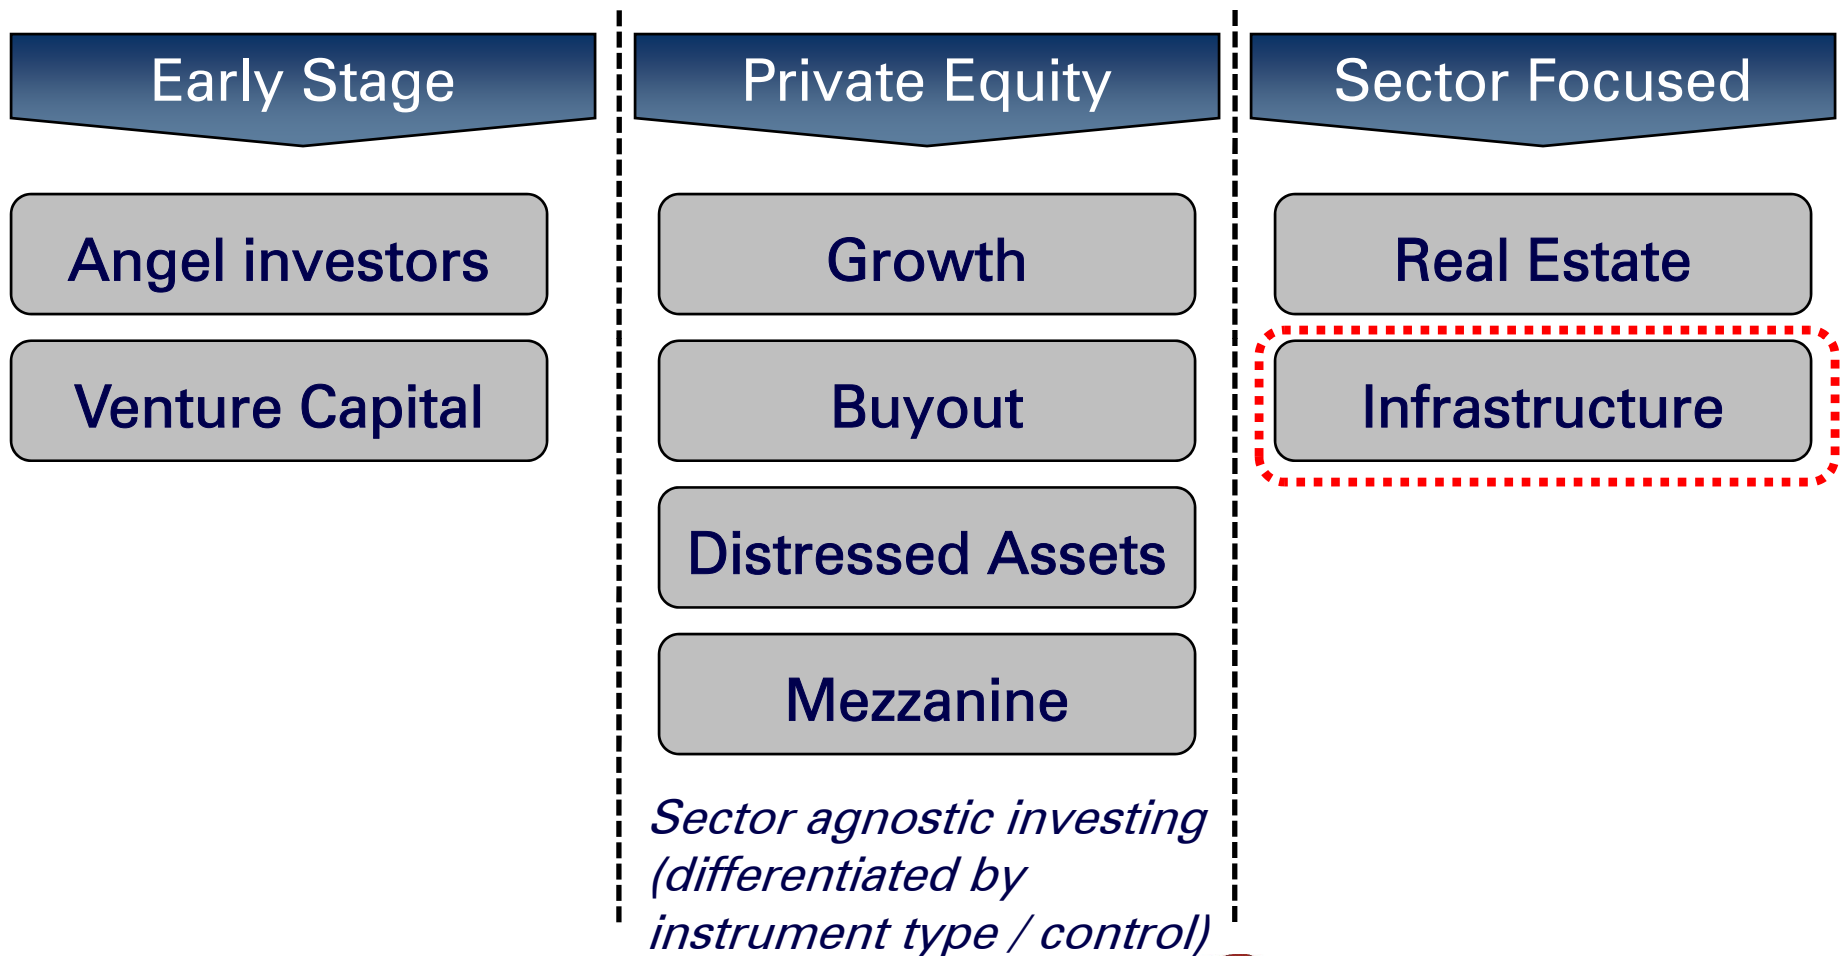 Early Stage
Private Equity
Sector Focused
Angel investors
Growth
Real Estate
Venture Capital
Buyout
Infrastructure
Distressed Assets
Mezzanine
Sector agnostic investing
(differentiated by
instrument type / control)